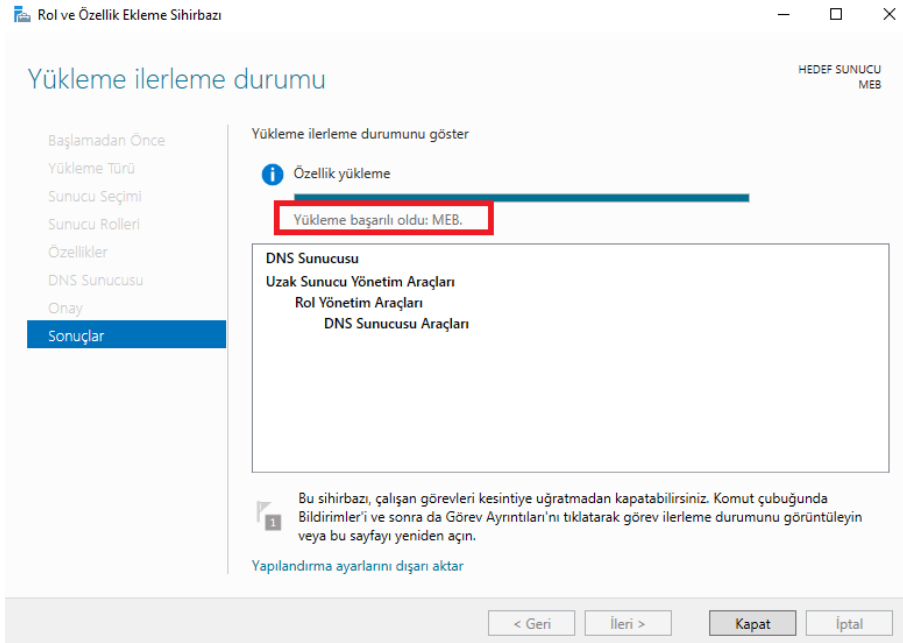 Rol ve Özellik Ekleme Sihirbazı
Yükleme ilerleme durumu
HEDEF SUNUCU
MEB
Başlamadan Önce
Yükleme Türü
Sunucu Seçimi
Sunucu Rolleri
Özellikler
DNS Sunucusu
Onay
Sonuçlar
Yükleme ilerleme durumunu göster
Özellik yükleme
Yükleme başarılı oldu: MEB.
DNS Sunucusu
Uzak Sunucu Yönetim Araçları
Rol Yönetim Araçları
DNS Sunucusu Araçları
1
Bu sihirbazı, çalışan görevleri kesintiye uğratmadan kapatabilirsiniz. Komut çubuğunda
Bildirimler'i ve sonra da Görev Ayrıntıları'nı tıklatarak görev ilerleme durumunu görüntüleyin
veya bu sayfayı yeniden açın.
Yapılandırma ayarlarını dışarı aktar
< Geri
İleri >
Kapat
İptal